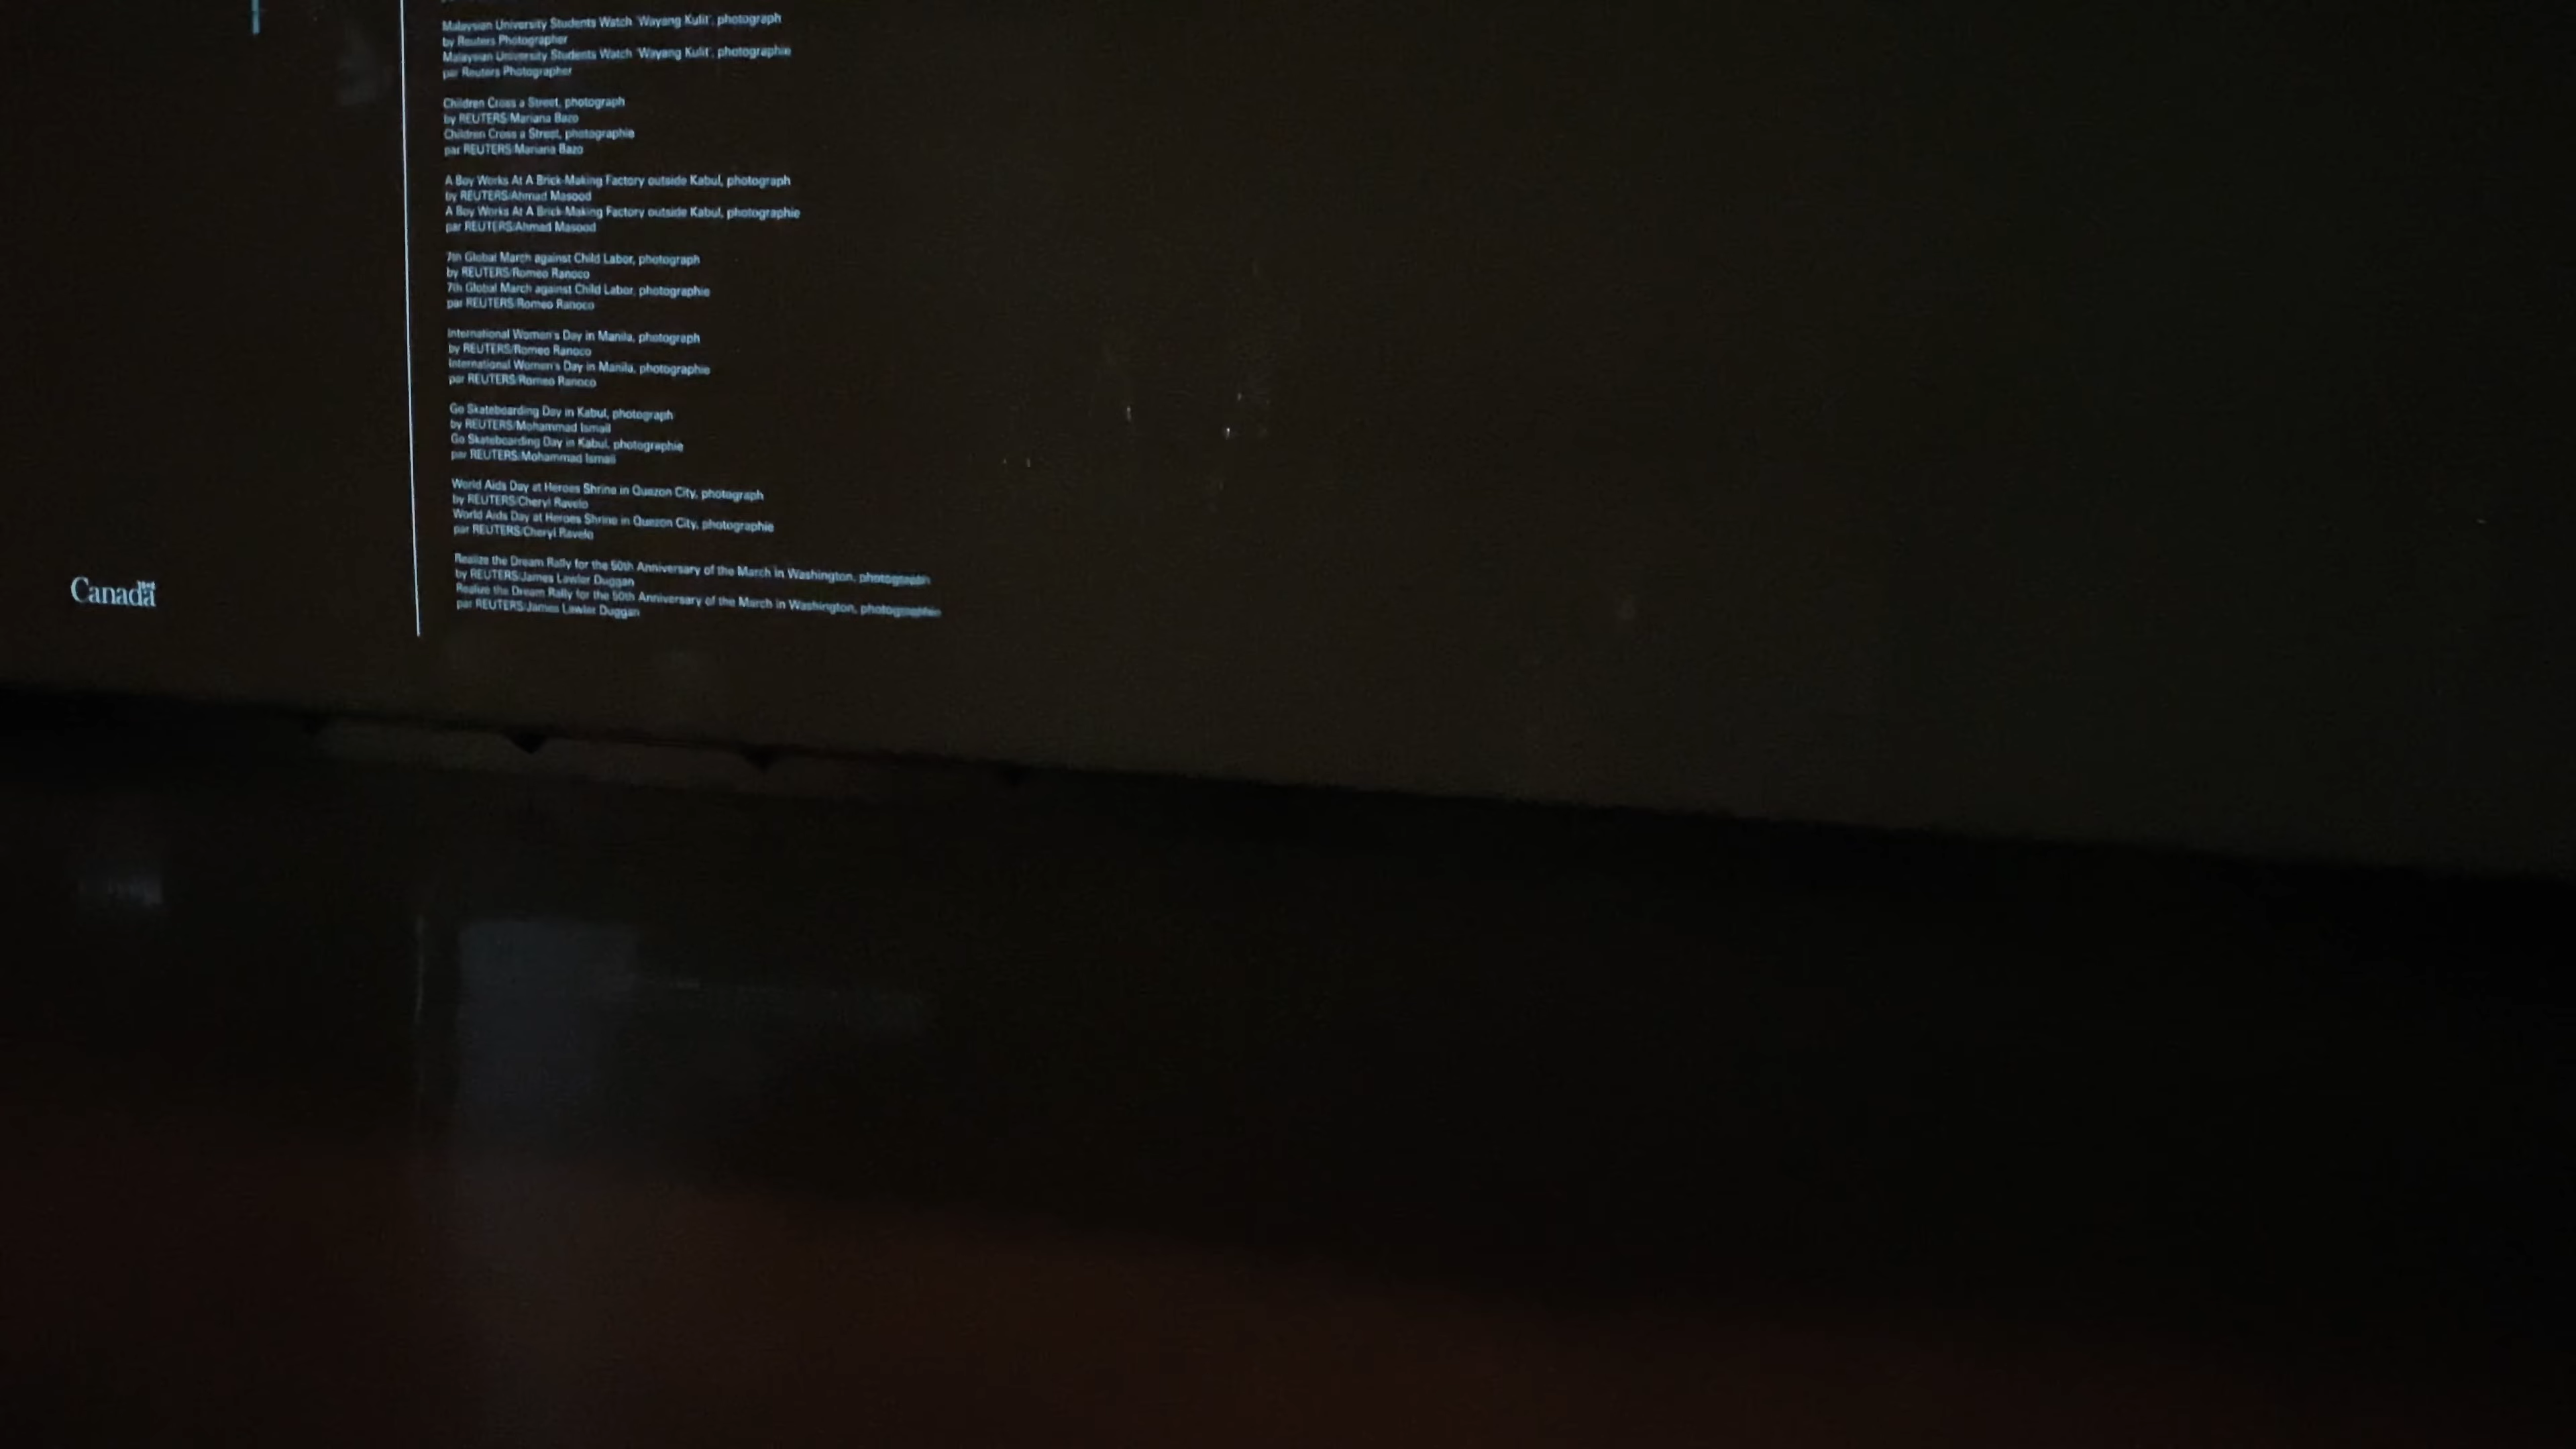 Malaysian University Students Watch 'Wayang Kulit', photograph
by Reuters Photographer
Malaysian University Students Watch 'Wayang Kulit', photographie
par Reuters Photographer
Children Cross a Street, photograph
by REUTERS/Mariana Bazo
Children Cross a Street, photographie
par REUTERS/Mariana Bazo
A Boy Works At A Brick-Making Factory outside Kabul, photograph
by REUTERS/Ahmad Masood
A Boy Works At A Brick-Making Factory outside Kabul, photographie
par REUTERS/Ahmad Masood
7th Global March against Child Labor, photograph
by REUTERS/Romeo Ranoco
7th Global March against Child Labor, photographie
par REUTERS/Romeo Ranoco
International Women's Day in Manila, photograph
by REUTERS/Romeo Ranoco
International Women's Day in Manila, photographie
par REUTERS/Romeo Ranoco
Go Skateboarding Day in Kabul, photograph
by REUTERS/Mohammad Ismail
Go Skateboarding Day in Kabul, photographie
par REUTERS/Mohammad Ismail
World Aids Day at Heroes Shrine in Quezon City, photograph
by REUTERS/Cheryl Ravelo
World Aids Day at Heroes Shrine in Quezon City, photographie
par REUTERS/Cheryl Ravelo
Realize the Dream Rally for the 50th Anniversary of the March in Washington, photograph
by REUTERS/James Lawler Duggan
Realize the Dream Rally for the 50th Anniversary of the March in Washington, photographie
par REUTERS/James Lawler Duggan
Canada